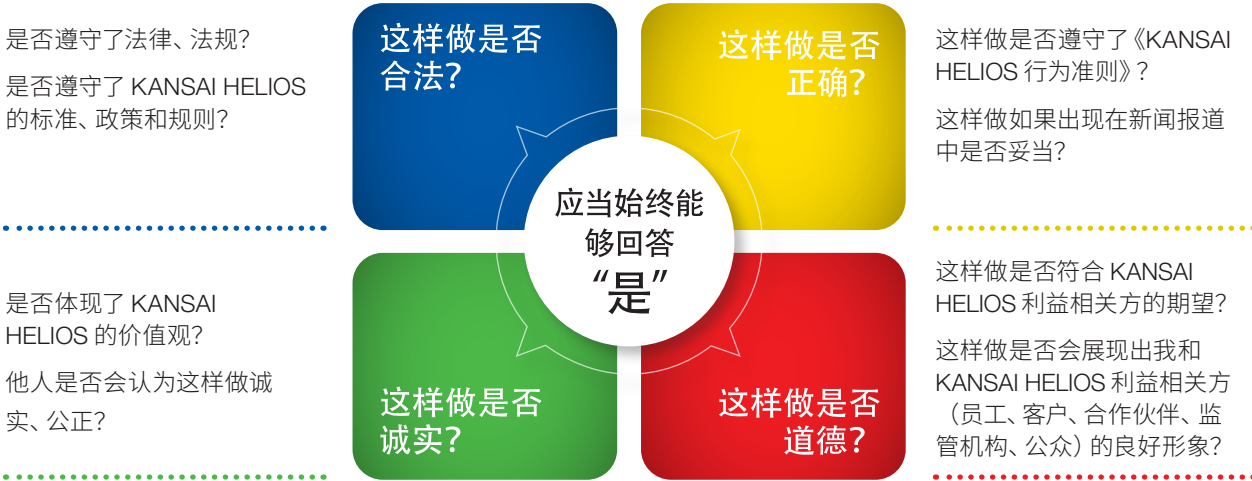 是否遵守了法律、法规？
是否遵守了 KANSAI HELIOS
的标准、政策和规则？
这样做是否
合法？
这样做是否
正确？
这样做是否遵守了《KANSAI
HELIOS 行为准则》？
这样做如果出现在新闻报道
中是否妥当？
应当始终能
够回答
“是”
是否体现了 KANSAI
HELIOS 的价值观？
他人是否会认为这样做诚
实、公正？
这样做是否
诚实？
这样做是否
道德？
这样做是否符合 KANSAI
HELIOS 利益相关方的期望？
这样做是否会展现出我和
KANSAI HELIOS 利益相关方
（员工、客户、合作伙伴、监
管机构、公众）的良好形象？